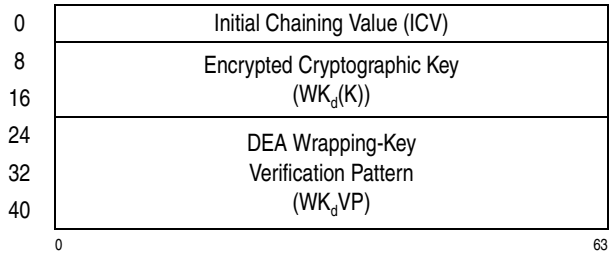 0 Initial Chaining Value (ICV)
8 Encrypted Cryptographic Key
16 (WKd(K))
24 DEA Wrapping-Key
32 Verification Pattern
40 (WKdVP)
0 63